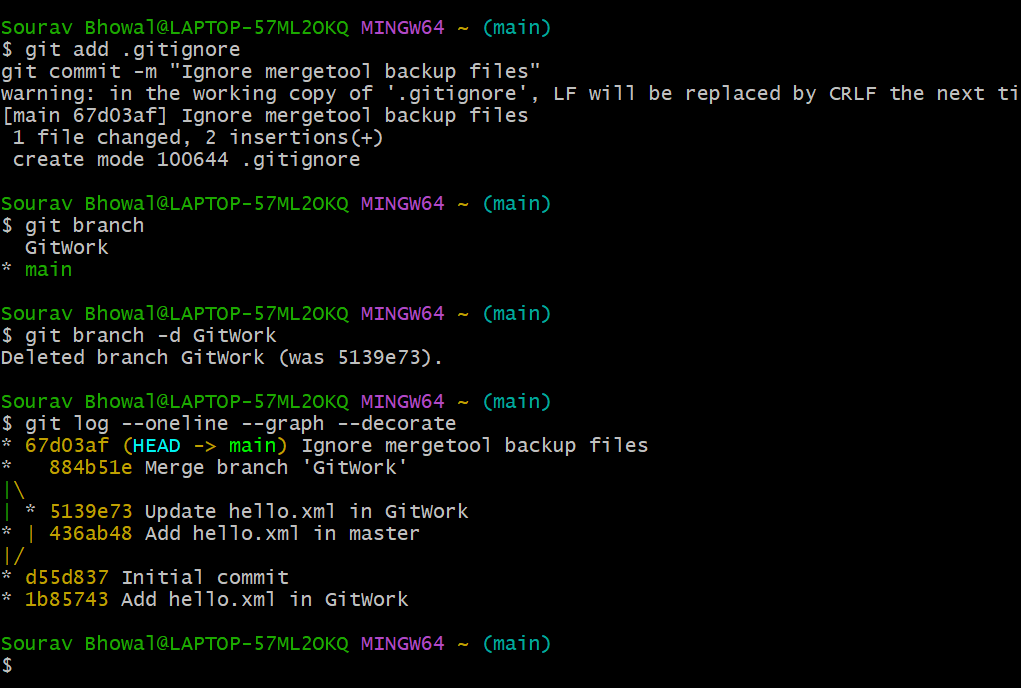 Sourav Bhowal@LAPTOP-57ML2OKQ MINGW64 ~ (main)
$ git add .gitignore
git commit -m "Ignore mergetool backup files"
warning: in the working copy of '.gitignore', LF will be replaced by CRLF the next ti
[main 67d03af] Ignore mergetool backup files
 1 file changed, 2 insertions(+)
 create mode 100644 .gitignore
Sourav Bhowal@LAPTOP-57ML2OKQ MINGW64 ~ (main)
$ git branch
  GitWork
* main
Sourav Bhowal@LAPTOP-57ML2OKQ MINGW64 ~ (main)
$ git branch -d GitWork
Deleted branch GitWork (was 5139e73).
Sourav Bhowal@LAPTOP-57ML2OKQ MINGW64 ~ (main)
$ git log --oneline --graph --decorate
* 67d03af (HEAD -> main) Ignore mergetool backup files
*   884b51e Merge branch 'GitWork'
|\
| * 5139e73 Update hello.xml in GitWork
* | 436ab48 Add hello.xml in master
|/
* d55d837 Initial commit
* 1b85743 Add hello.xml in GitWork
Sourav Bhowal@LAPTOP-57ML2OKQ MINGW64 ~ (main)
$